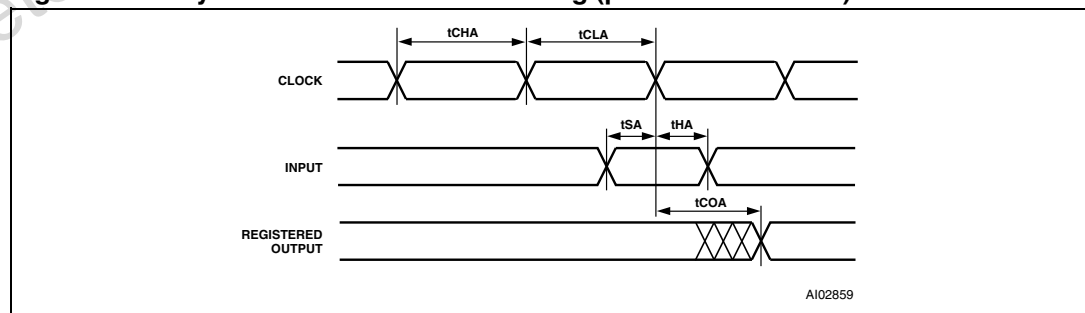 tCHA
tCLA
CLOCK
tSA
tHA
INPUT
tCOA
REGISTERED
OUTPUT
AI02859